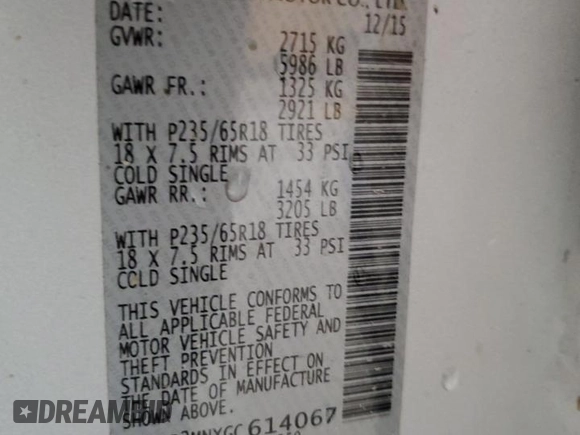 MOTOR CO., LTD.
DATE: 12/15
GVWR: 2715 KG
5986 LB
GAWR FR.: 1325 KG
2921 LB
WITH P235/65R18 TIRES
18 X 7.5 RIMS AT 33 PSI
COLD SINGLE
GAWR RR.: 1454 KG
3205 LB
WITH P235/65R18 TIRES
18 X 7.5 RIMS AT 33 PSI
COLD SINGLE
THIS VEHICLE CONFORMS TO
ALL APPLICABLE FEDERAL
MOTOR VEHICLE SAFETY AND
THEFT PREVENTION
STANDARDS IN EFFECT ON
THE DATE OF MANUFACTURE
SHOWN ABOVE.
614067